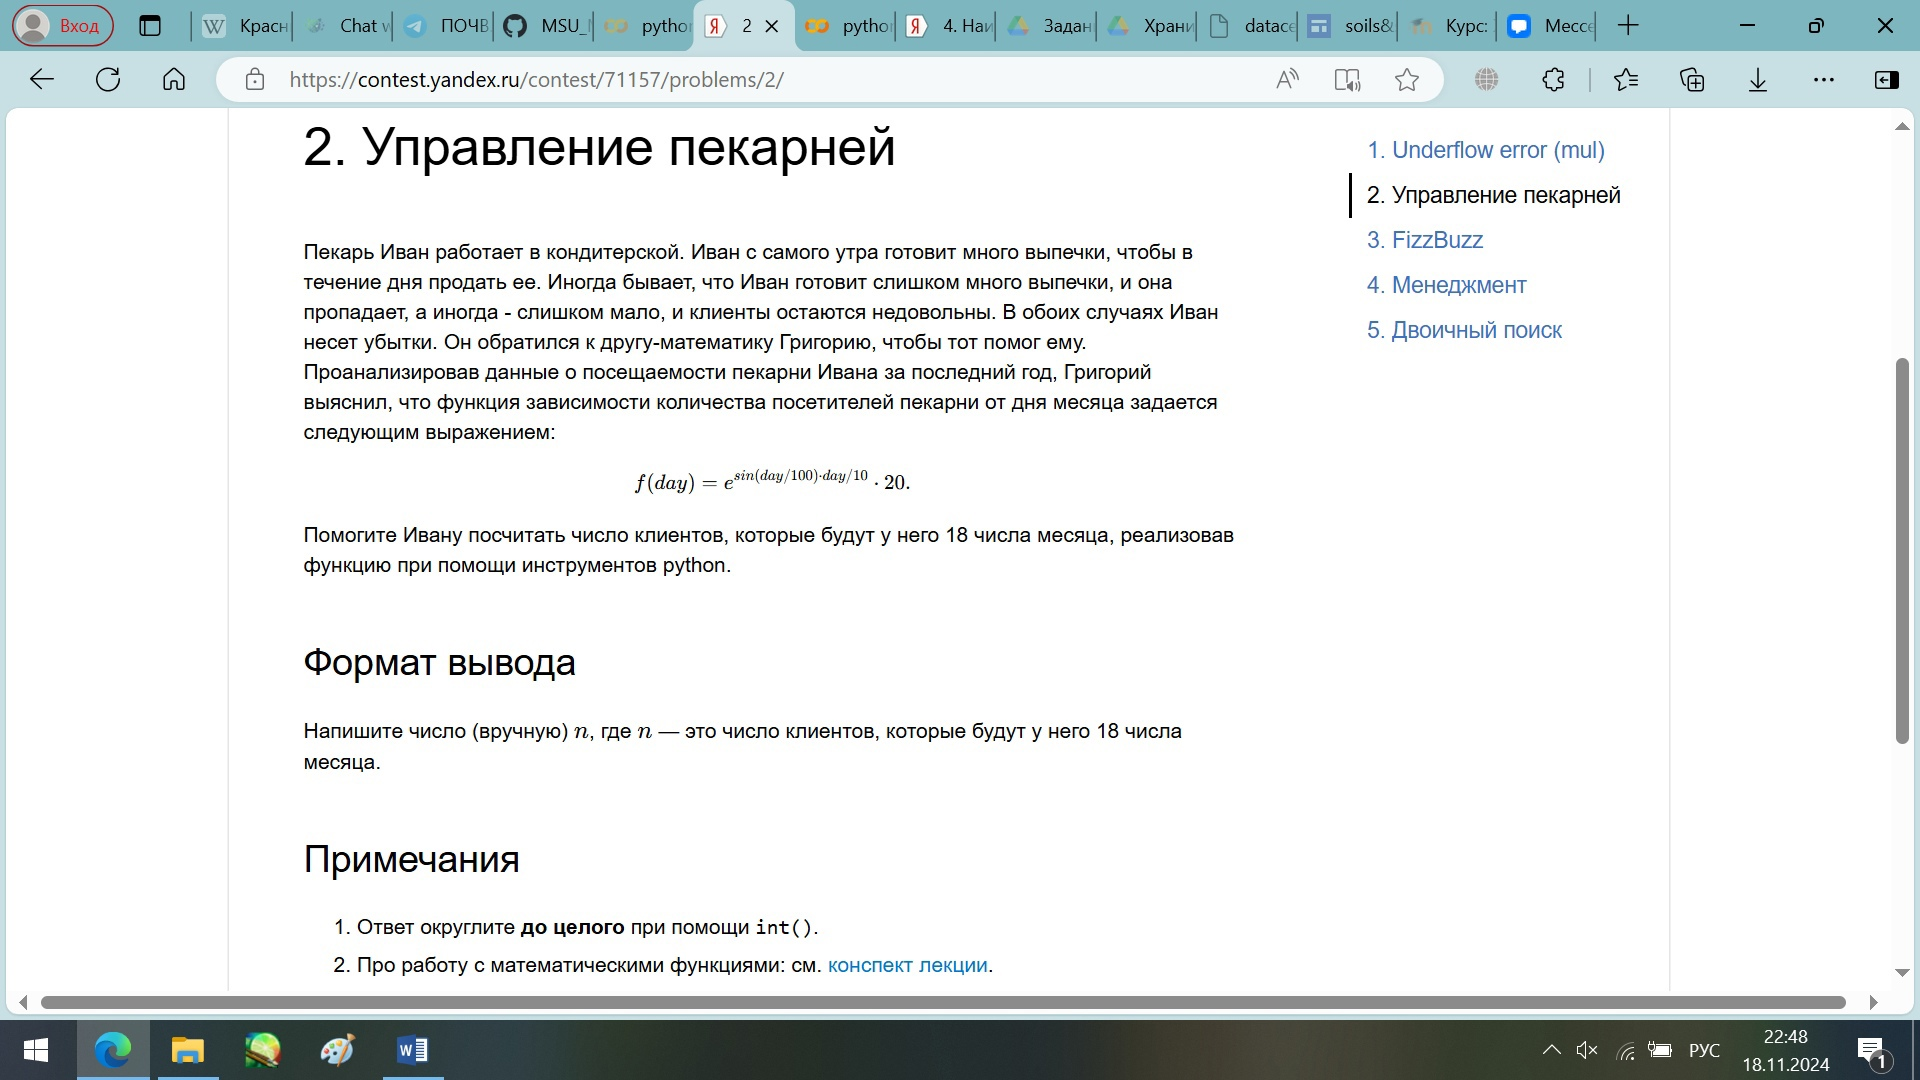 Вход
Красн
Chat w
ПОЧВ
MSU_
pytho
2
pytho
4. Наи
Задан
Храни
datace
soils&
Курс:
Мессе
https://contest.yandex.ru/contest/71157/problems/2/
2. Управление пекарней
Пекарь Иван работает в кондитерской. Иван с самого утра готовит много выпечки, чтобы в
течение дня продать ее. Иногда бывает, что Иван готовит слишком много выпечки, и она
пропадает, а иногда - слишком мало, и клиенты остаются недовольны. В обоих случаях Иван
несет убытки. Он обратился к другу-математику Григорию, чтобы тот помог ему.
Проанализировав данные о посещаемости пекарни Ивана за последний год, Григорий
выяснил, что функция зависимости количества посетителей пекарни от дня месяца задается
следующим выражением:
f(day) = e^{sin(day/100)·day/10} · 20.
Помогите Ивану посчитать число клиентов, которые будут у него 18 числа месяца, реализовав
функцию при помощи инструментов python.
Формат вывода
Напишите число (вручную) n, где n — это число клиентов, которые будут у него 18 числа
месяца.
Примечания
1. Ответ округлите до целого при помощи int().
2. Про работу с математическими функциями: см. конспект лекции.
1. Underflow error (mul)
2. Управление пекарней
3. FizzBuzz
4. Менеджмент
5. Двоичный поиск
РУС
22:48
18.11.2024
1